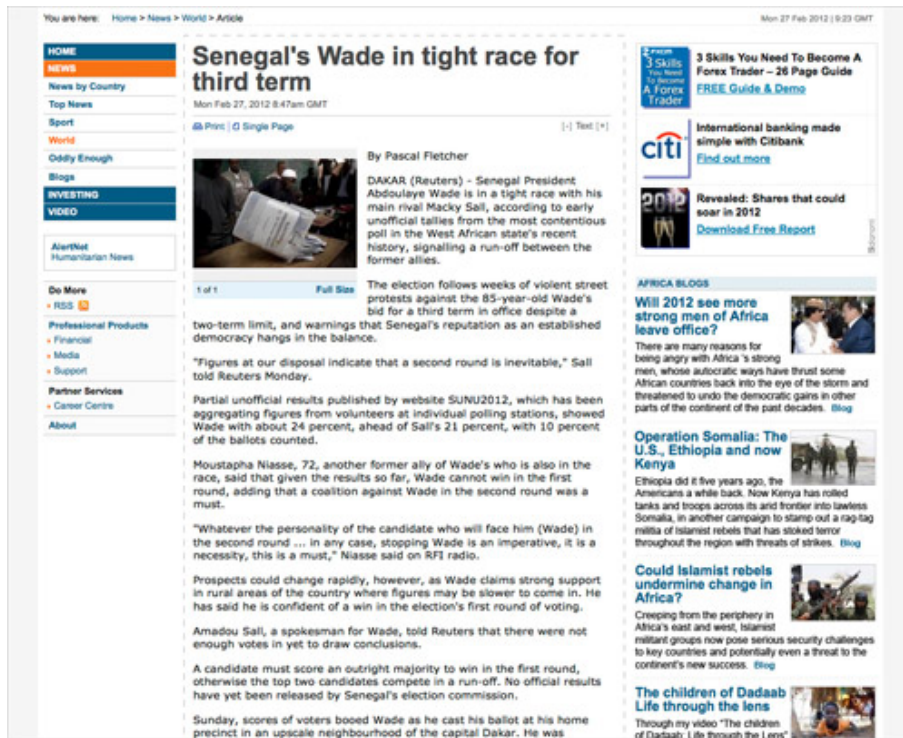 You are here: Home > News > World > Article
Mon 27 Feb 2012 | 9:23 GMT
HOME
NEWS
News by Country
Top News
Sport
World
Oddly Enough
Blogs
INVESTING
VIDEO
AlertNet
Humanitarian News
Do More
RSS
Professional Products
Financial
Media
Support
Partner Services
Career Centre
About
Senegal's Wade in tight race for
third term
Mon Feb 27, 2012 8:47am GMT
Print | Single Page
[-] Text [+]
1 of 1
Full Size
By Pascal Fletcher
DAKAR (Reuters) - Senegal President
Abdoulaye Wade is in a tight race with his
main rival Macky Sall, according to early
unofficial tallies from the most contentious
poll in the West African state's recent
history, signalling a run-off between the
former allies.
The election follows weeks of violent street
protests against the 85-year-old Wade's
bid for a third term in office despite a
two-term limit, and warnings that Senegal's reputation as an established
democracy hangs in the balance.
"Figures at our disposal indicate that a second round is inevitable," Sall
told Reuters Monday.
Partial unofficial results published by website SUNU2012, which has been
aggregating figures from volunteers at individual polling stations, showed
Wade with about 24 percent, ahead of Sall's 21 percent, with 10 percent
of the ballots counted.
Moustapha Niasse, 72, another former ally of Wade's who is also in the
race, said that given the results so far, Wade cannot win in the first
round, adding that a coalition against Wade in the second round was a
must.
"Whatever the personality of the candidate who will face him (Wade) in
the second round ... in any case, stopping Wade is an imperative, it is a
necessity, this is a must," Niasse said on RFI radio.
Prospects could change rapidly, however, as Wade claims strong support
in rural areas of the country where figures may be slower to come in. He
has said he is confident of a win in the election's first round of voting.
Amadou Sall, a spokesman for Wade, told Reuters that there were not
enough votes in yet to draw conclusions.
A candidate must score an outright majority to win in the first round,
otherwise the top two candidates compete in a run-off. No official results
have yet been released by Senegal's election commission.
Sunday, scores of voters booed Wade as he cast his ballot at his home
precinct in an upscale neighbourhood of the capital Dakar. He was
3 Skills
You Need
To Become
A Forex
Trader
3 Skills You Need To Become A
Forex Trader – 26 Page Guide
FREE Guide & Demo
citi
International banking made
simple with Citibank
Find out more
2012
Revealed: Shares that could
soar in 2012
Download Free Report
AFRICA BLOGS
Will 2012 see more
strong men of Africa
leave office?
There are many reasons for
being angry with Africa 's strong
men, whose autocratic ways have thrust some
African countries back into the eye of the storm and
threatened to undo the democratic gains in other
parts of the continent of the past decades. Blog
Operation Somalia: The
U.S., Ethiopia and now
Kenya
Ethiopia did it five years ago, the
Americans a while back. Now Kenya has rolled
tanks and troops across its arid frontier into lawless
Somalia, in another campaign to stamp out a rag-tag
militia of Islamist rebels that has stoked terror
throughout the region with threats of strikes. Blog
Could Islamist rebels
undermine change in
Africa?
Creeping from the periphery in
Africa's east and west, Islamist
militant groups now pose serious security challenges
to key countries and potentially even a threat to the
continent's new success. Blog
The children of Dadaab:
Life through the lens
Through my video "The children
of Dadaab: Life through the Lens"